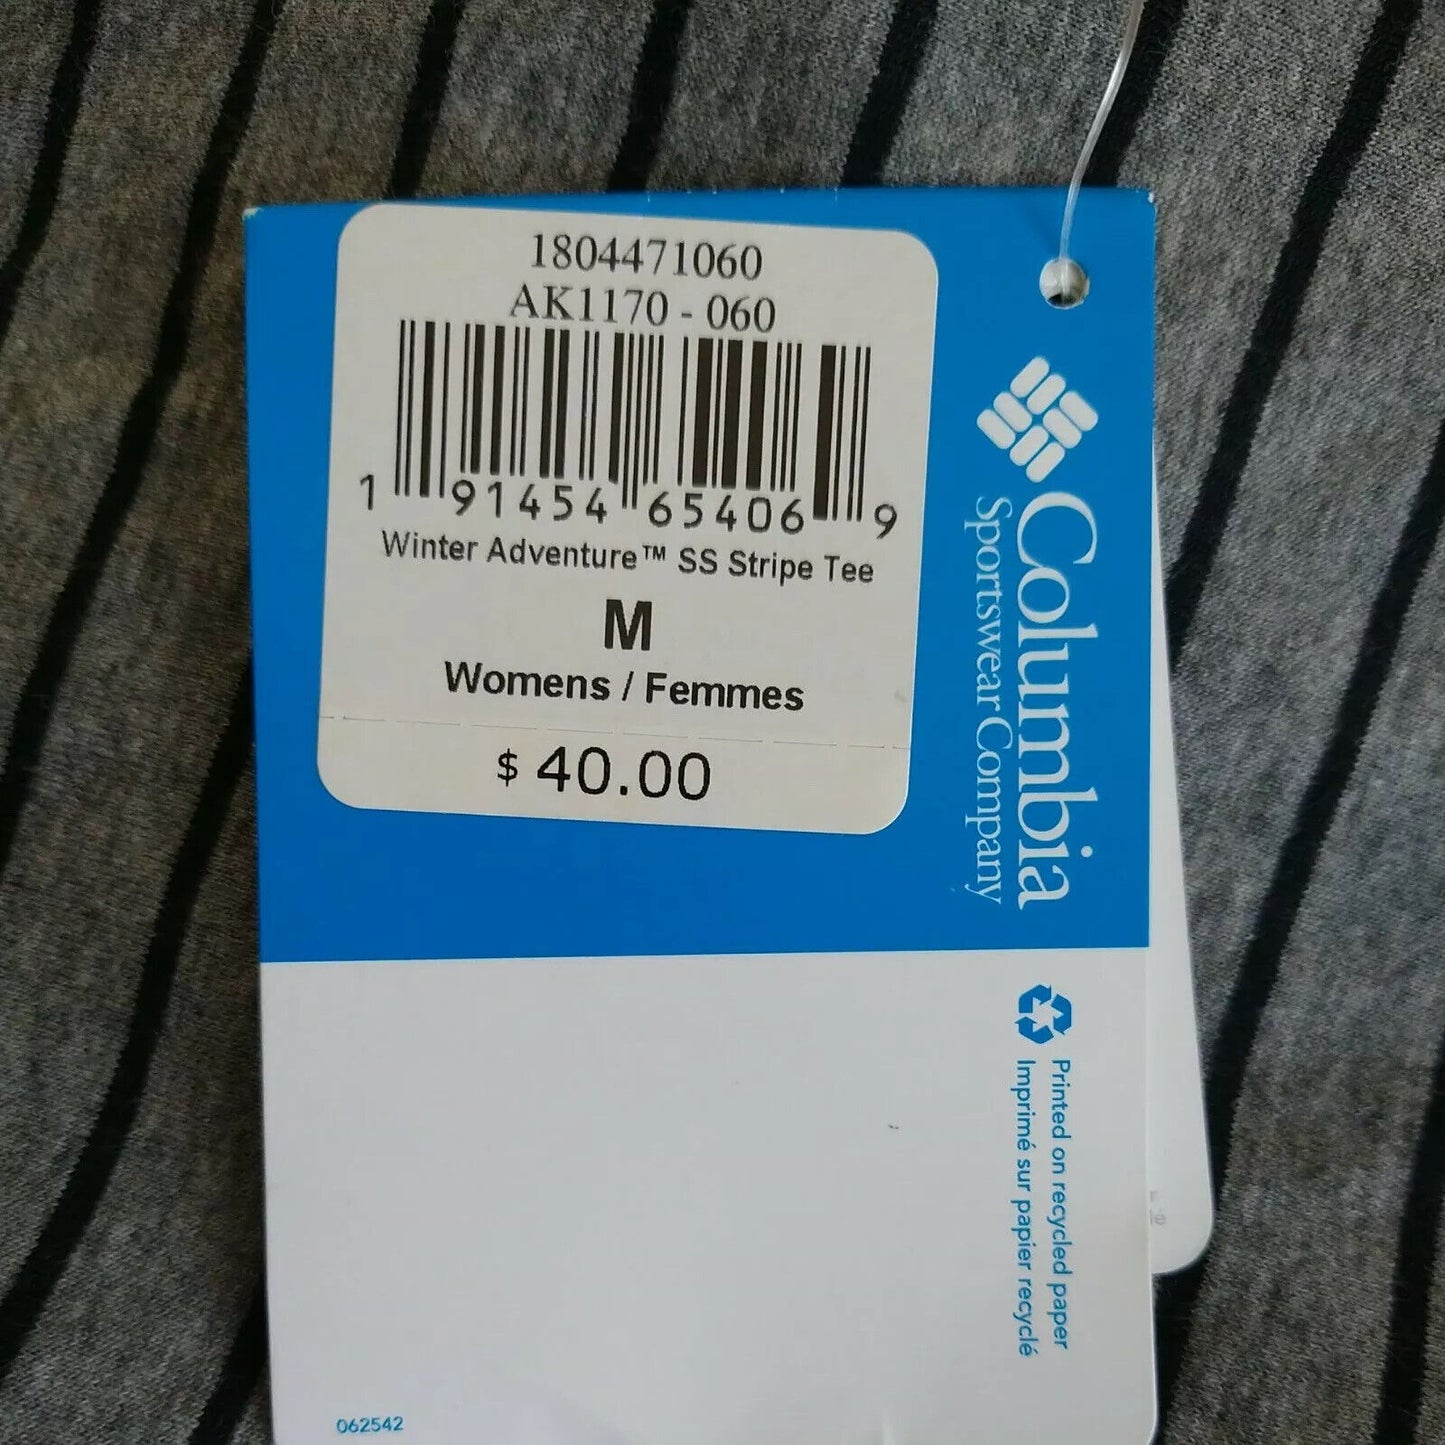 1804471060
AK1170 - 060
1 91454 65406 9
Winter Adventure™ SS Stripe Tee
M
Womens / Femmes
$ 40.00
Columbia
Sportswear Company
Printed on recycled paper
Imprimé sur papier recyclé
062542